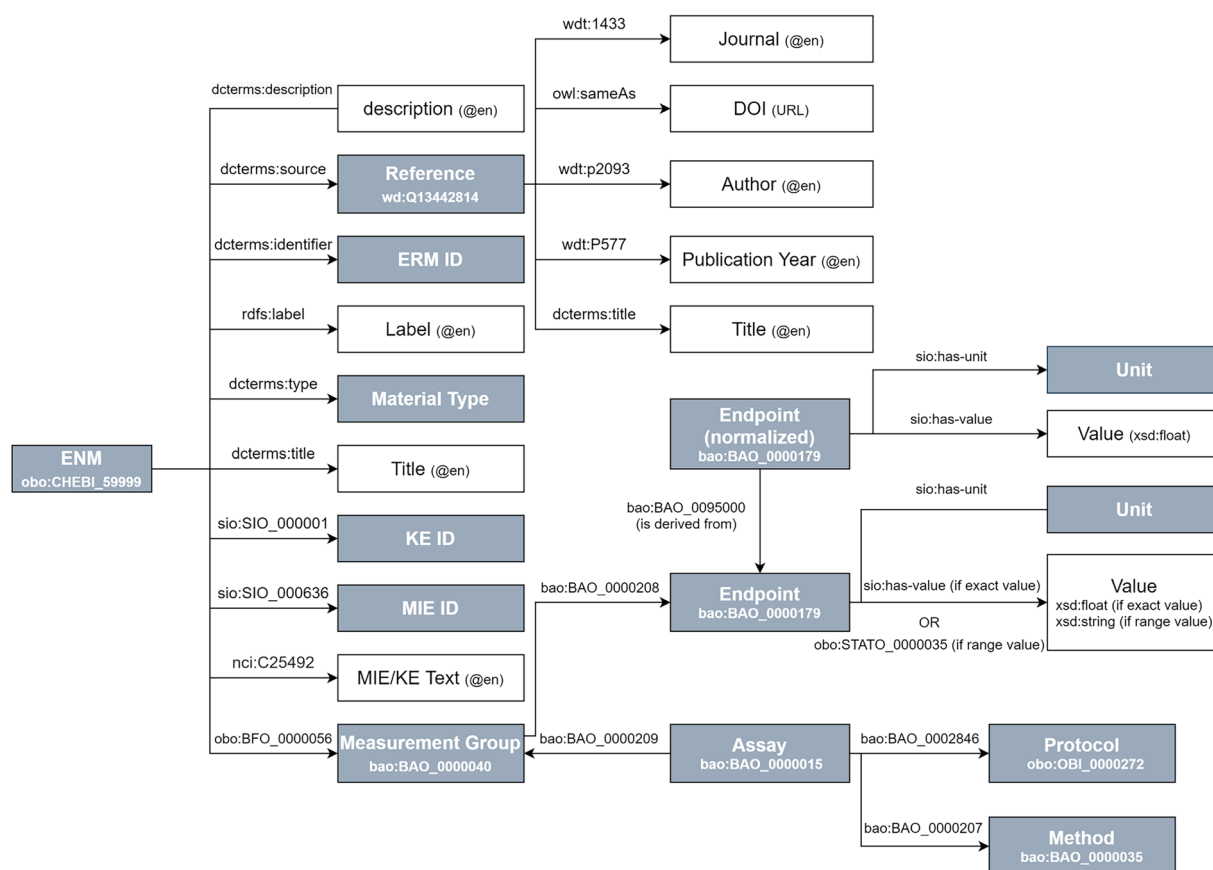 wdt:1433
Journal (@en)
dcterms:description
description (@en)
owl:sameAs
DOI (URL)
dcterms:source
Reference
wd:Q13442814
wdt:p2093
Author (@en)
dcterms:identifier
ERM ID
wdt:P577
Publication Year (@en)
rdfs:label
Label (@en)
dcterms:title
Title (@en)
sio:has-unit
Unit
dcterms:type
Material Type
Endpoint
(normalized)
bao:BAO_0000179
sio:has-value
Value (xsd:float)
ENM
obo:CHEBI_59999
dcterms:title
Title (@en)
sio:has-unit
Unit
bao:BAO_0095000
(is derived from)
sio:SIO_000001
KE ID
sio:SIO_000636
MIE ID
bao:BAO_0000208
Endpoint
bao:BAO_0000179
sio:has-value (if exact value)
OR
obo:STATO_0000035 (if range value)
Value
xsd:float (if exact value)
xsd:string (if range value)
nci:C25492
MIE/KE Text (@en)
obo:BFO_0000056
Measurement Group
bao:BAO_0000040
bao:BAO_0000209
Assay
bao:BAO_0000015
bao:BAO_0002846
Protocol
obo:OBI_0000272
bao:BAO_0000207
Method
bao:BAO_0000035